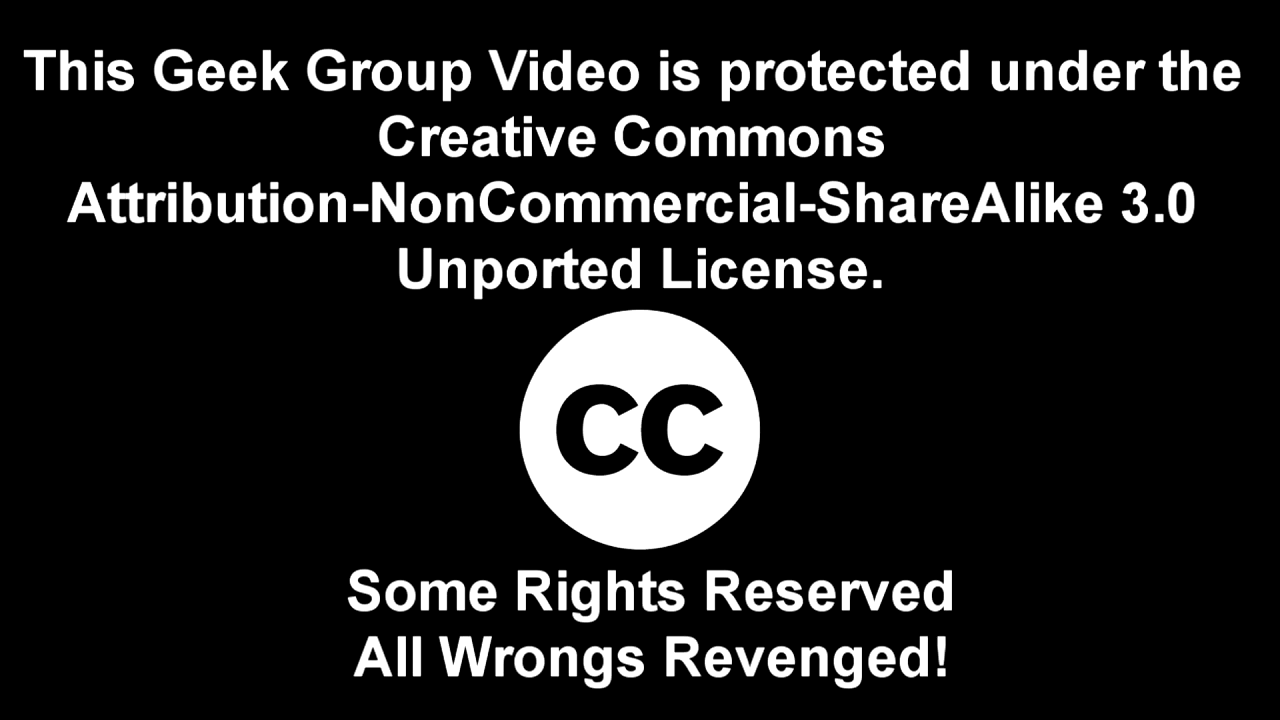 This Geek Group Video is protected under the
Creative Commons
Attribution-NonCommercial-ShareAlike 3.0
Unported License.
cc
Some Rights Reserved
All Wrongs Revenged!